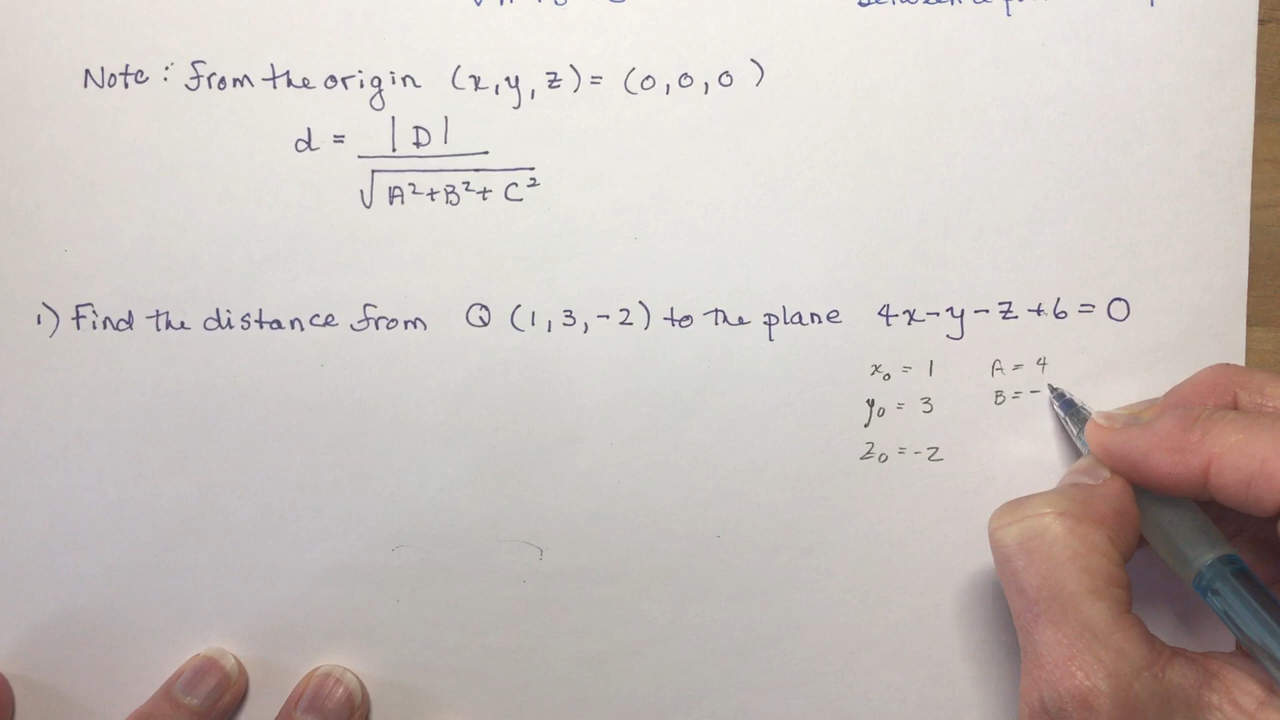 Note: from the origin (x,y,z) = (0,0,0)
d = |D| / √A²+B²+C²
1) Find the distance from Q (1,3,-2) to the plane 4x-y-z+6=0
x₀ = 1 A = 4
y₀ = 3 B = -
z₀ = -2